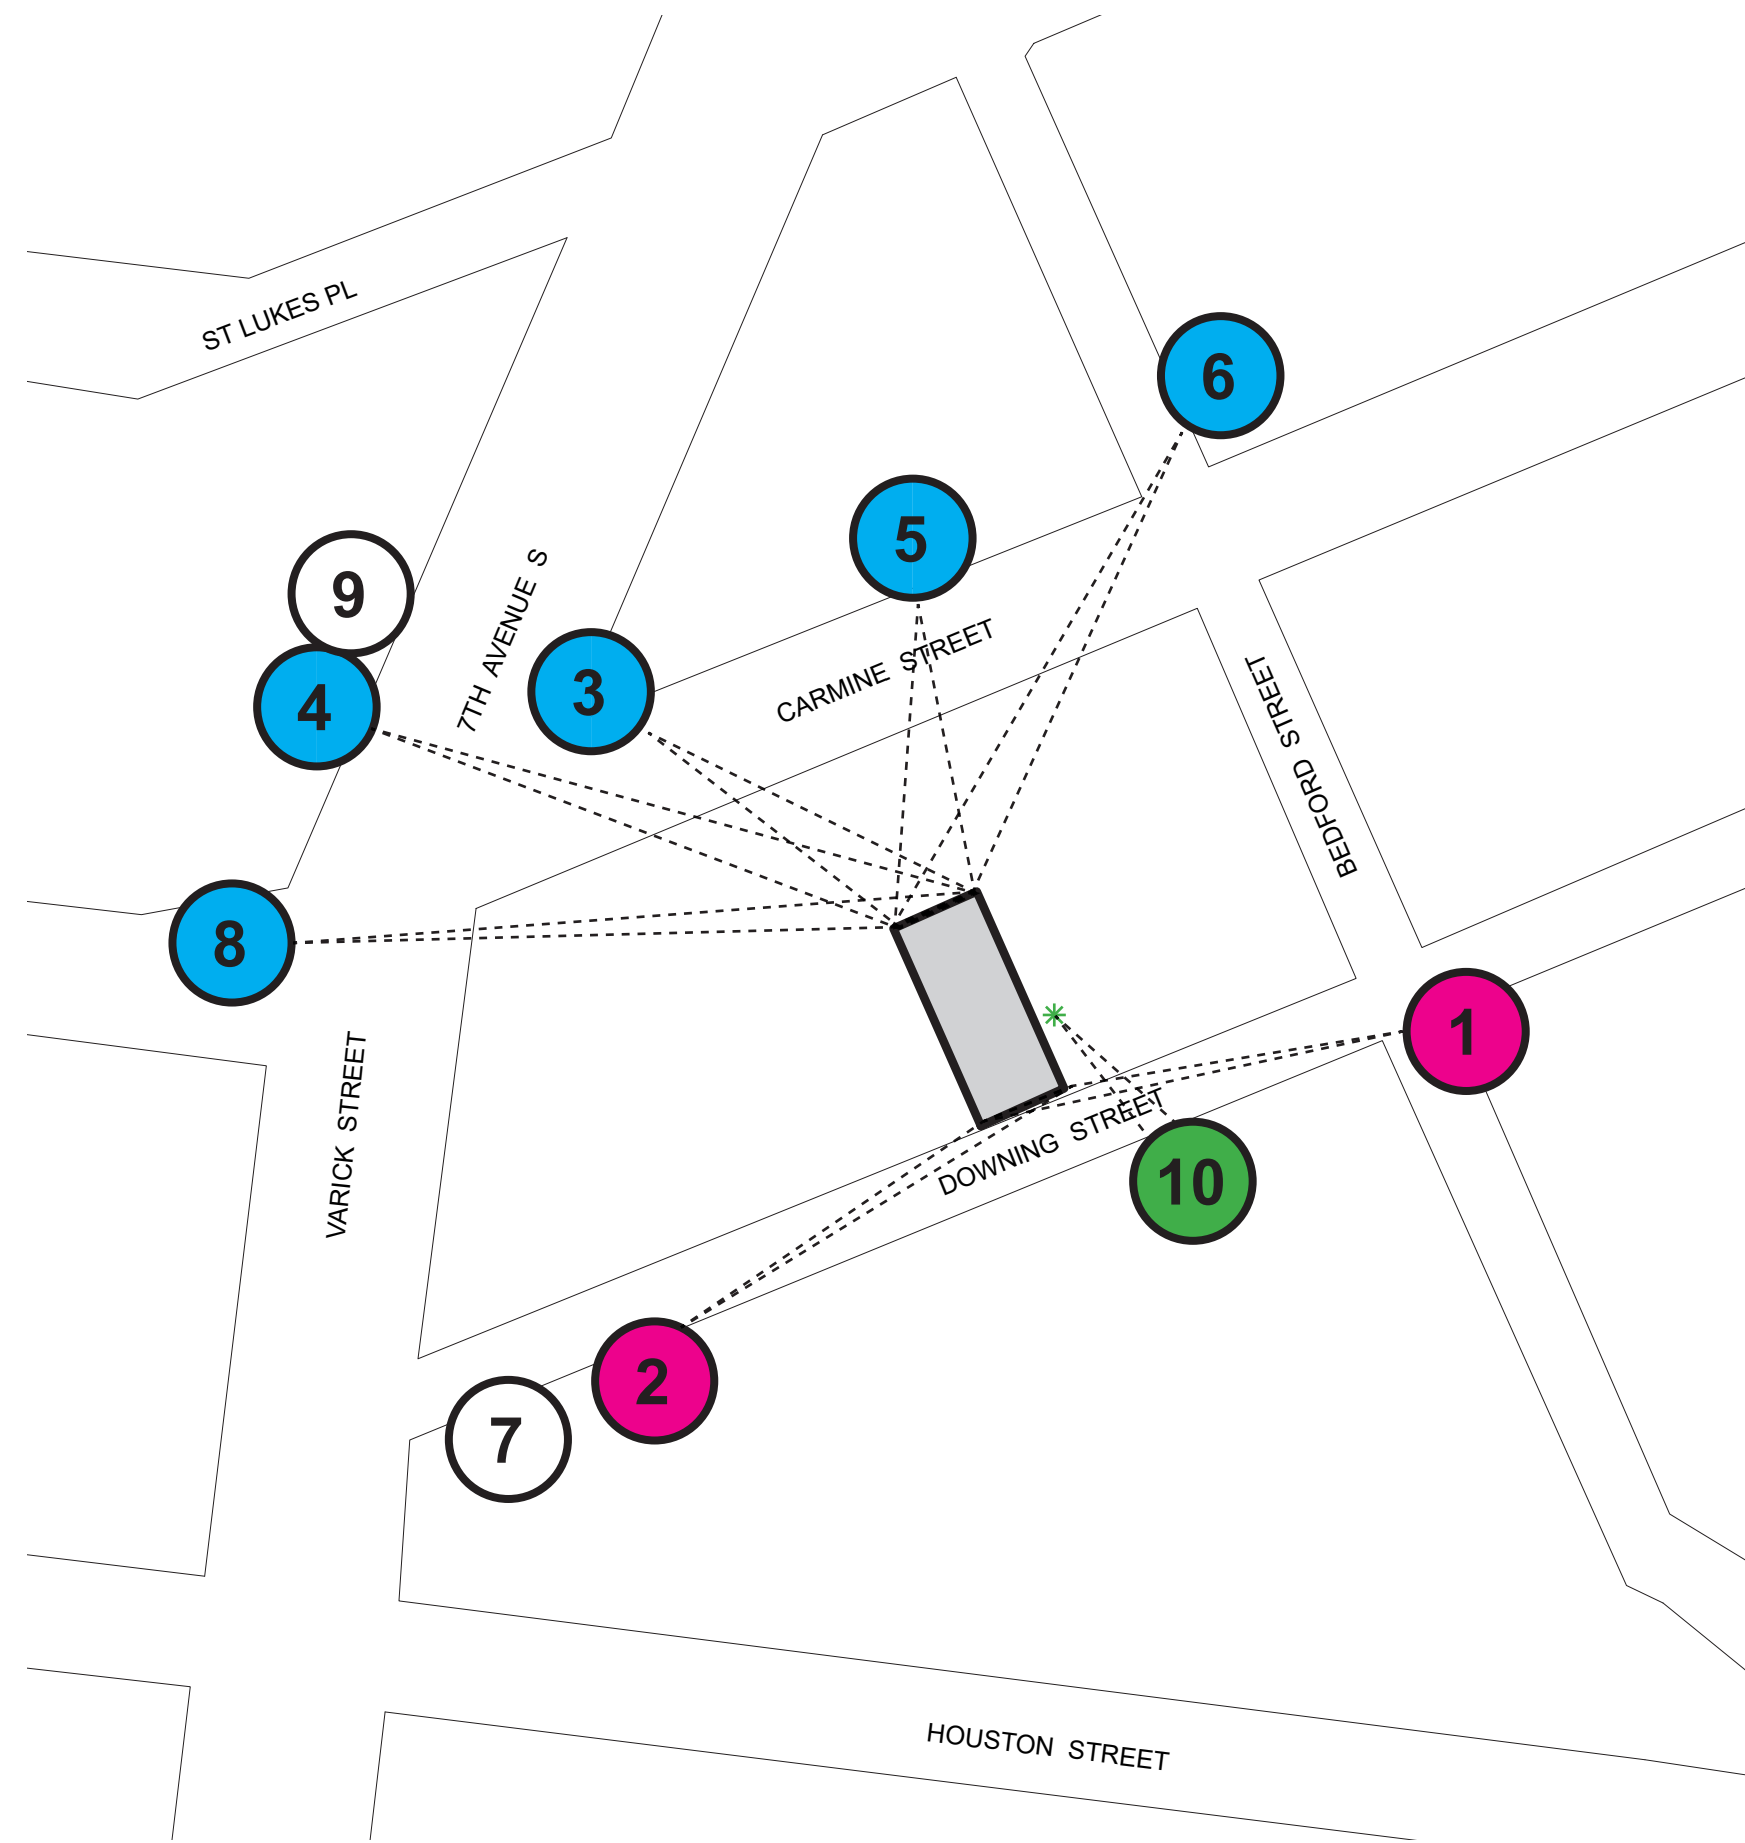 ST LUKES PL
6
5
9
7TH AVENUE S
3
4
CARMINE STREET
BEDFORD STREET
8
1
VARICK STREET
DOWNING STREET
10
2
7
HOUSTON STREET